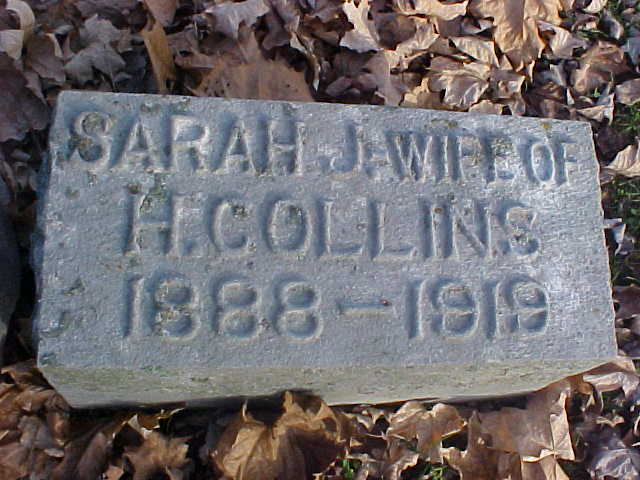 SARAH J. WIFE OF
H. COLLINS
1888 – 1919